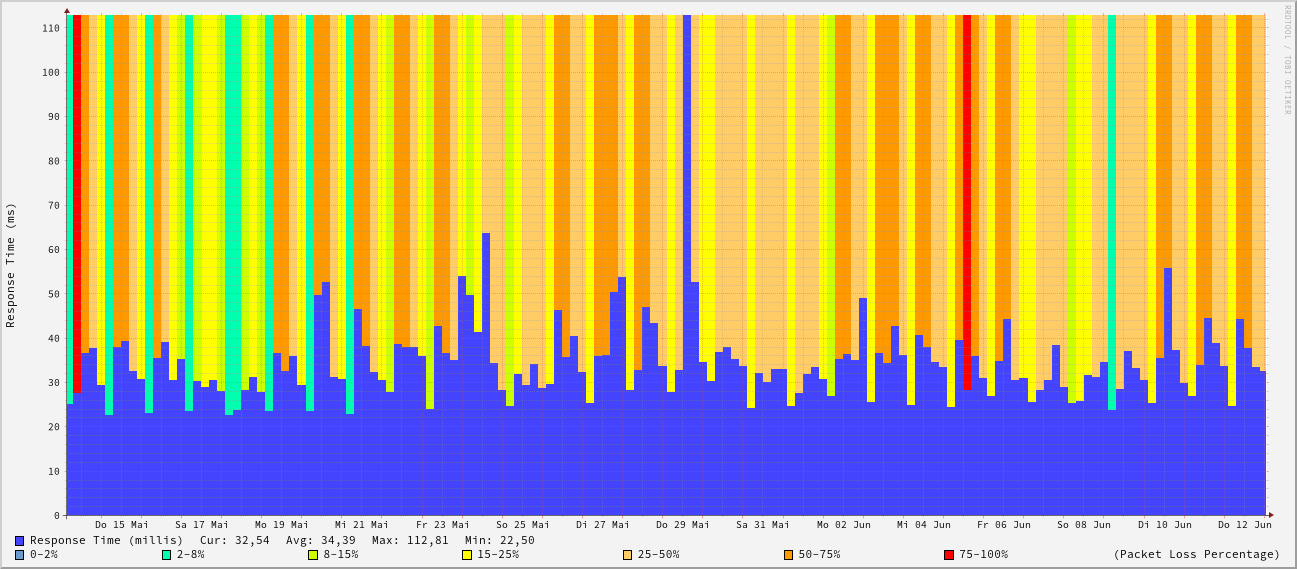 RRDTOOL / TOBI OETIKER
Response Time (ms)
110
100
90
80
70
60
50
40
30
20
10
0
Do 15 Mai Sa 17 Mai Mo 19 Mai Mi 21 Mai Fr 23 Mai So 25 Mai Di 27 Mai Do 29 Mai Sa 31 Mai Mo 02 Jun Mi 04 Jun Fr 06 Jun So 08 Jun Di 10 Jun Do 12 Jun
Response Time (millis) Cur: 32,54 Avg: 34,39 Max: 112,81 Min: 22,50
0-2% 2-8% 8-15% 15-25% 25-50% 50-75% 75-100% (Packet Loss Percentage)